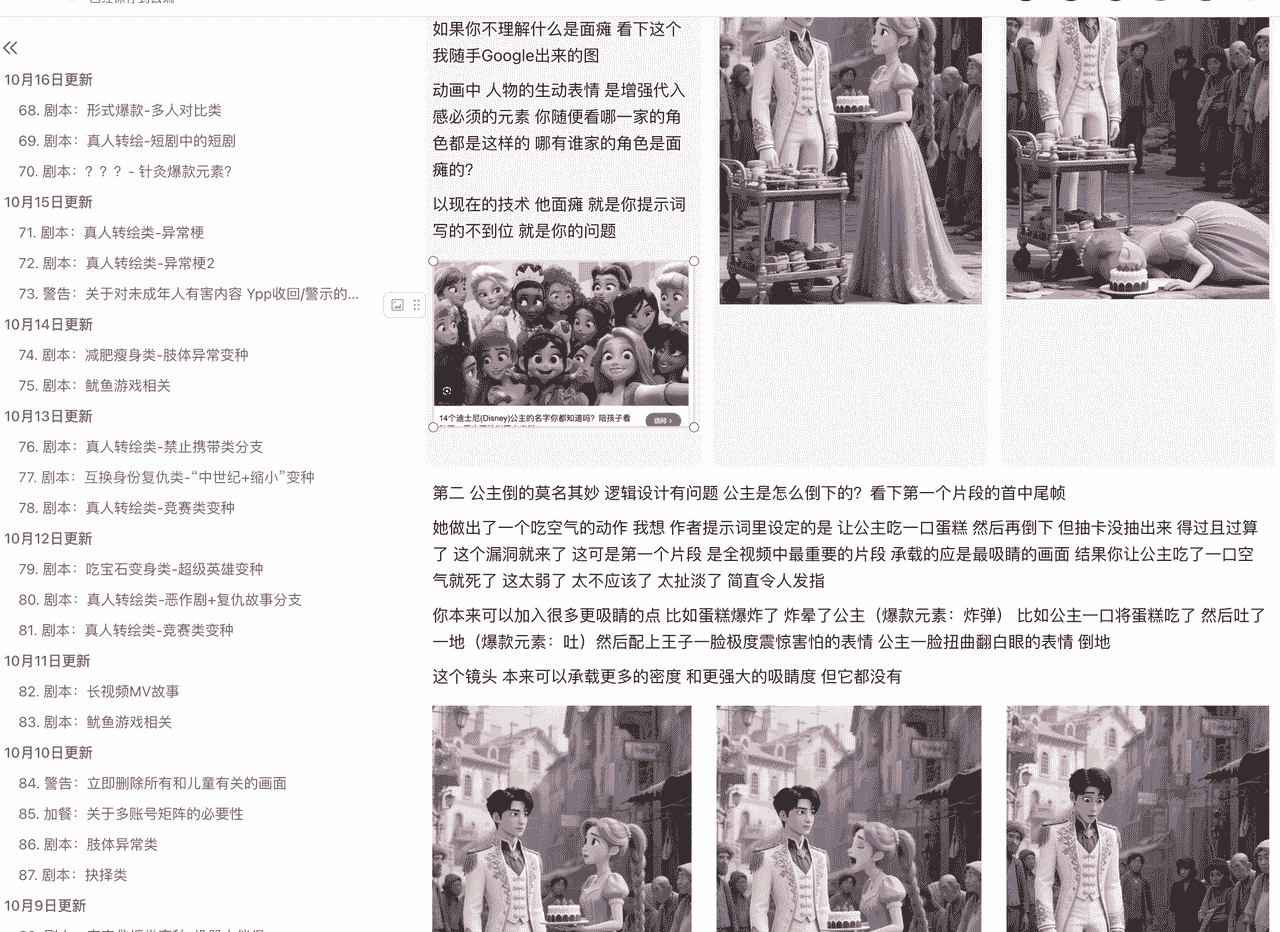 10月16日更新
68. 剧本：形式爆款-多人对比类
69. 剧本：真人转绘-短剧中的短剧
70. 剧本：？？？- 针灸爆款元素？
10月15日更新
71. 剧本：真人转绘类-异常梗
72. 剧本：真人转绘类-异常梗2
73. 警告：关于对未成年人有害内容 Ypp收回/警示的...
10月14日更新
74. 剧本：减肥瘦身类-肢体异常变种
75. 剧本：鱿鱼游戏相关
10月13日更新
76. 剧本：真人转绘类-禁止携带类分支
77. 剧本：互换身份复仇类-“中世纪+缩小”变种
78. 剧本：真人转绘类-竞赛类变种
10月12日更新
79. 剧本：吃宝石变身类-超级英雄变种
80. 剧本：真人转绘类-恶作剧+复仇故事分支
81. 剧本：真人转绘类-竞赛类变种
10月11日更新
82. 剧本：长视频MV故事
83. 剧本：鱿鱼游戏相关
10月10日更新
84. 警告：立即删除所有和儿童有关的画面
85. 加餐：关于多账号矩阵的必要性
86. 剧本：肢体异常类
87. 剧本：抉择类
10月9日更新
如果你不理解什么是面瘫 看下这个
我随手Google出来的图
动画中 人物的生动表情 是增强代入
感必须的元素 你随便看哪一家的角
色都是这样的 哪有谁家的角色是面
瘫的？
以现在的技术 他面瘫 就是你提示词
写的不到位 就是你的问题
14个迪士尼(Disney)公主的名字你都知道吗？陪孩子看
访问 ›
第二 公主倒的莫名其妙 逻辑设计有问题 公主是怎么倒下的？看下第一个片段的首中尾帧
她做出了一个吃空气的动作 我想 作者提示词里设定的是 让公主吃一口蛋糕 然后再倒下 但抽卡没抽出来 得过且过算
了 这个漏洞就来了 这可是第一个片段 是全视频中最重要的片段 承载的应是最吸睛的画面 结果你让公主吃了一口空
气就死了 这太弱了 太不应该了 太扯淡了 简直令人发指
你本来可以加入很多更吸睛的点 比如蛋糕爆炸了 炸晕了公主（爆款元素：炸弹） 比如公主一口将蛋糕吃了 然后吐了
一地（爆款元素：吐）然后配上王子一脸极度震惊害怕的表情 公主一脸扭曲翻白眼的表情 倒地
这个镜头 本来可以承载更多的密度 和更强大的吸睛度 但它都没有